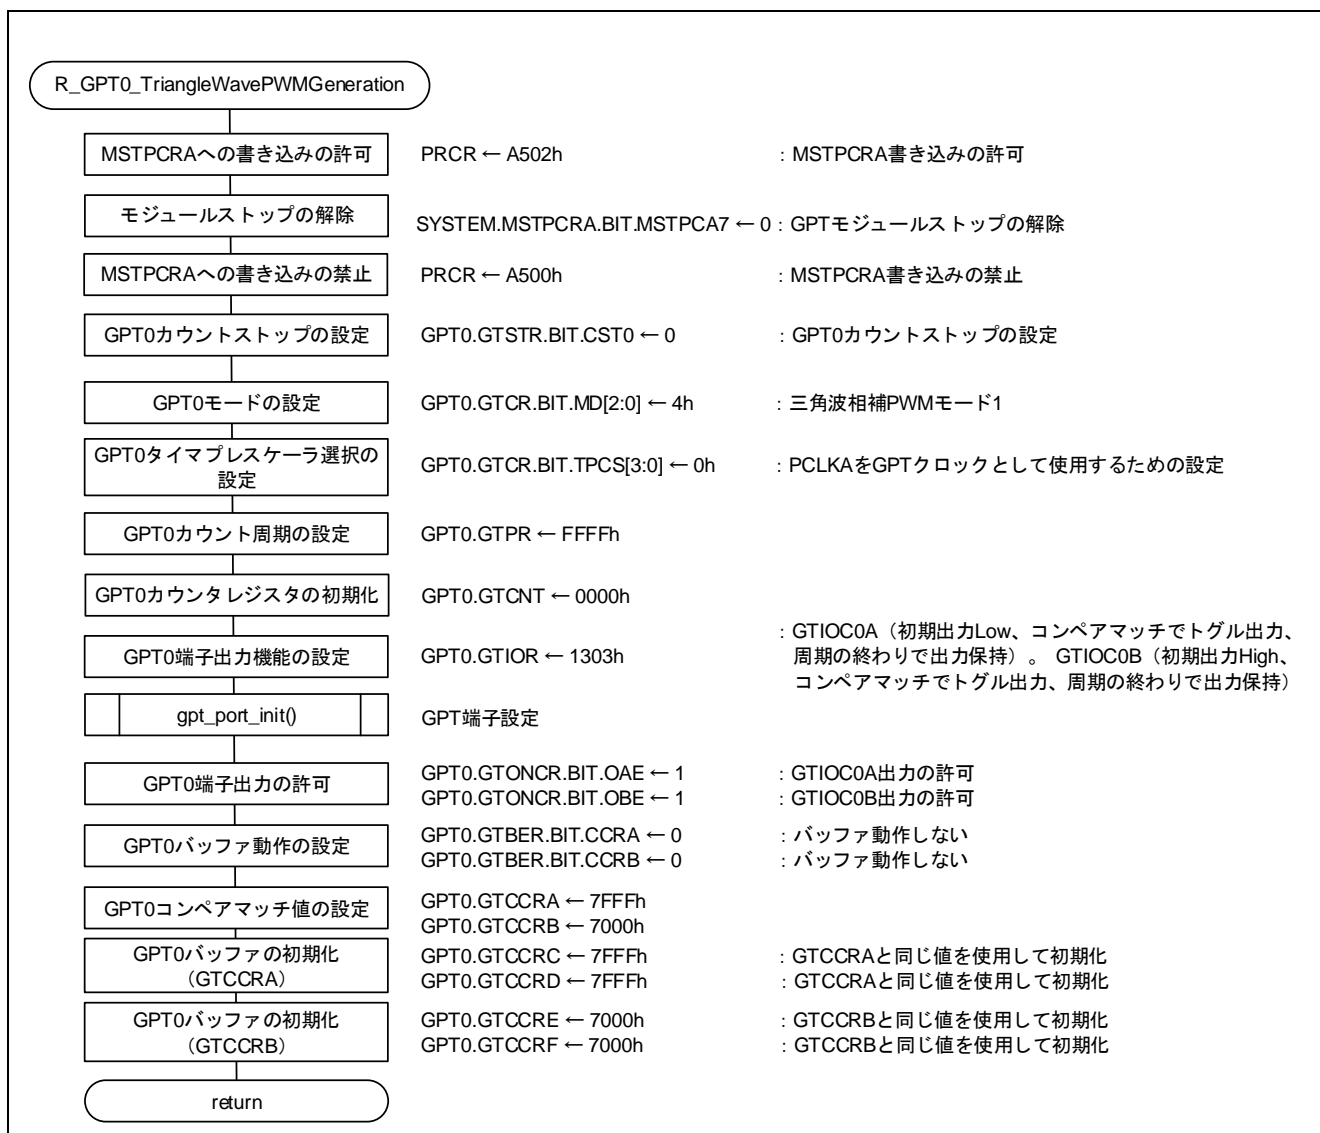 R_GPT0_TriangleWavePWMGeneration
MSTPCRAへの書き込みの許可 PRCR ← A502h : MSTPCRA書き込みの許可
モジュールストップの解除 SYSTEM.MSTPCRA.BIT.MSTPCA7 ← 0 : GPTモジュールストップの解除
MSTPCRAへの書き込みの禁止 PRCR ← A500h : MSTPCRA書き込みの禁止
GPT0カウントストップの設定 GPT0.GTSTR.BIT.CST0 ← 0 : GPT0カウントストップの設定
GPT0モードの設定 GPT0.GTCR.BIT.MD[2:0] ← 4h : 三角波相補PWMモード1
GPT0タイマプレスケーラ選択の
設定 GPT0.GTCR.BIT.TPCS[3:0] ← 0h : PCLKAをGPTクロックとして使用するための設定
GPT0カウント周期の設定 GPT0.GTPR ← FFFFh
GPT0カウンタレジスタの初期化 GPT0.GTCNT ← 0000h
GPT0端子出力機能の設定 GPT0.GTIOR ← 1303h
: GTIOC0A（初期出力Low、コンペアマッチでトグル出力、
周期の終わりで出力保持）。 GTIOC0B（初期出力High、
コンペアマッチでトグル出力、周期の終わりで出力保持）
gpt_port_init() GPT端子設定
GPT0端子出力の許可
GPT0.GTONCR.BIT.OAE ← 1 : GTIOC0A出力の許可
GPT0.GTONCR.BIT.OBE ← 1 : GTIOC0B出力の許可
GPT0バッファ動作の設定
GPT0.GTBER.BIT.CCRA ← 0 : バッファ動作しない
GPT0.GTBER.BIT.CCRB ← 0 : バッファ動作しない
GPT0コンペアマッチ値の設定
GPT0.GTCCRA ← 7FFFh
GPT0.GTCCRB ← 7000h
GPT0バッファの初期化
（GTCCRA）
GPT0.GTCCRC ← 7FFFh : GTCCRAと同じ値を使用して初期化
GPT0.GTCCRD ← 7FFFh : GTCCRAと同じ値を使用して初期化
GPT0バッファの初期化
（GTCCRB）
GPT0.GTCCRE ← 7000h : GTCCRBと同じ値を使用して初期化
GPT0.GTCCRF ← 7000h : GTCCRBと同じ値を使用して初期化
return